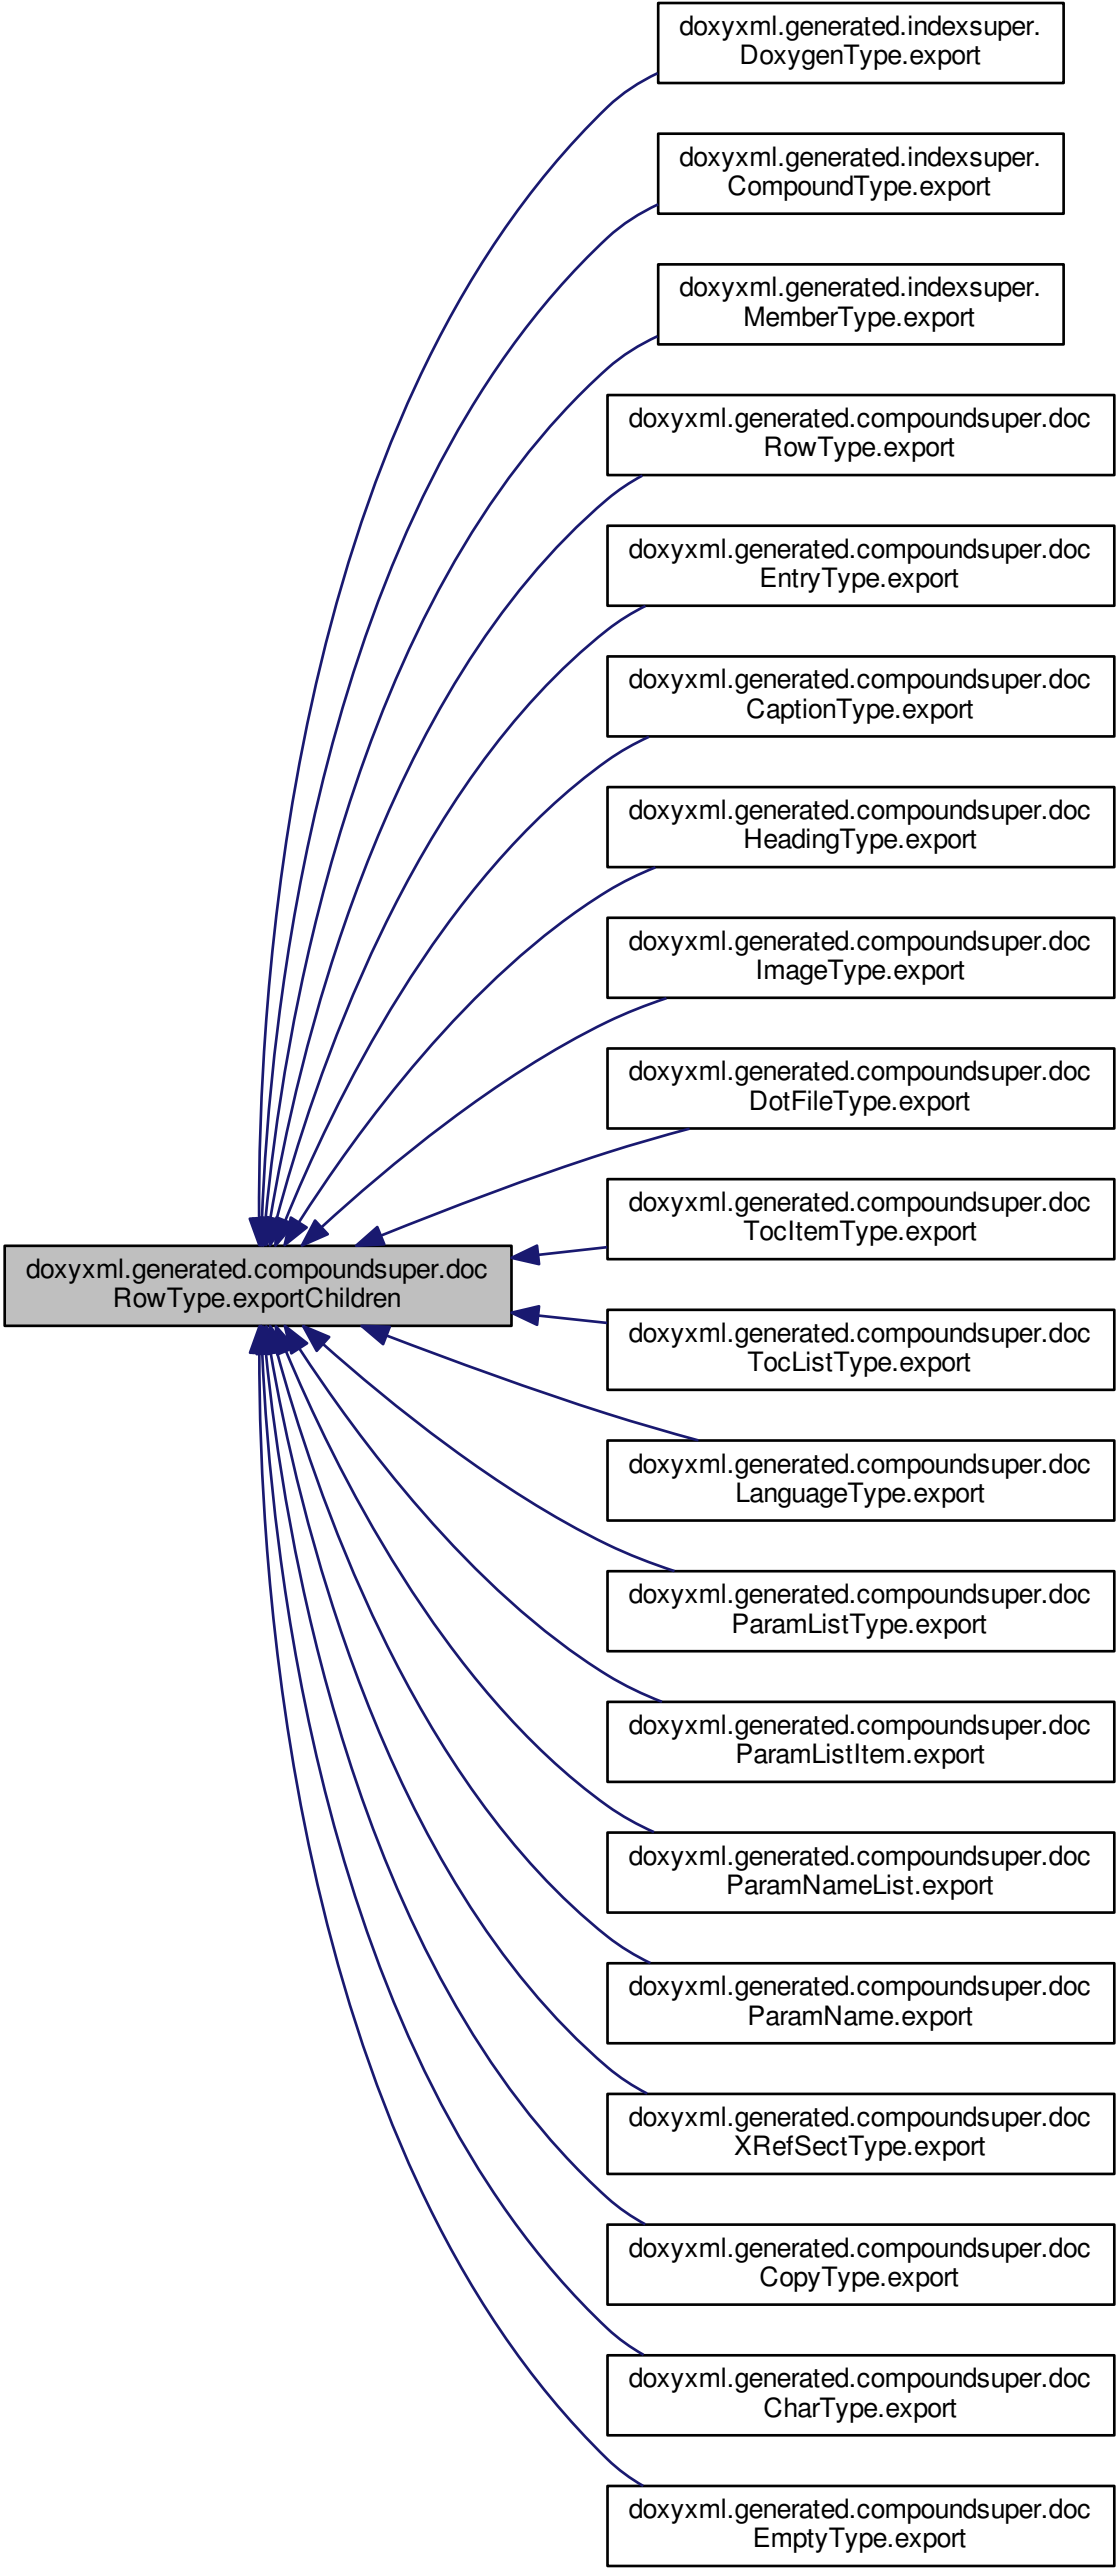 doxyxml.generated.indexsuper.
DoxygenType.export
doxyxml.generated.indexsuper.
CompoundType.export
doxyxml.generated.indexsuper.
MemberType.export
doxyxml.generated.compoundsuper.doc
RowType.export
doxyxml.generated.compoundsuper.doc
EntryType.export
doxyxml.generated.compoundsuper.doc
CaptionType.export
doxyxml.generated.compoundsuper.doc
HeadingType.export
doxyxml.generated.compoundsuper.doc
ImageType.export
doxyxml.generated.compoundsuper.doc
DotFileType.export
doxyxml.generated.compoundsuper.doc
TocItemType.export
doxyxml.generated.compoundsuper.doc
RowType.exportChildren
doxyxml.generated.compoundsuper.doc
TocListType.export
doxyxml.generated.compoundsuper.doc
LanguageType.export
doxyxml.generated.compoundsuper.doc
ParamListType.export
doxyxml.generated.compoundsuper.doc
ParamListItem.export
doxyxml.generated.compoundsuper.doc
ParamNameList.export
doxyxml.generated.compoundsuper.doc
ParamName.export
doxyxml.generated.compoundsuper.doc
XRefSectType.export
doxyxml.generated.compoundsuper.doc
CopyType.export
doxyxml.generated.compoundsuper.doc
CharType.export
doxyxml.generated.compoundsuper.doc
EmptyType.export